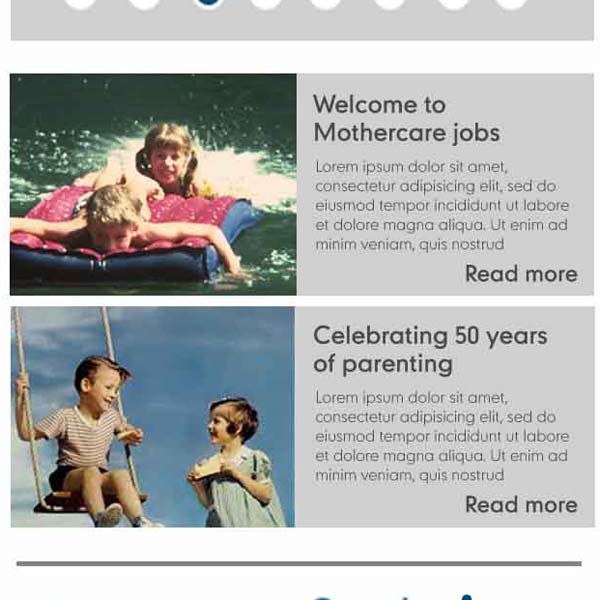 Welcome to
Mothercare jobs
Lorem ipsum dolor sit amet,
consectetur adipisicing elit, sed do
eiusmod tempor incididunt ut labore
et dolore magna aliqua. Ut enim ad
minim veniam, quis nostrud
Read more
Celebrating 50 years
of parenting
Lorem ipsum dolor sit amet,
consectetur adipisicing elit, sed do
eiusmod tempor incididunt ut labore
et dolore magna aliqua. Ut enim ad
minim veniam, quis nostrud
Read more